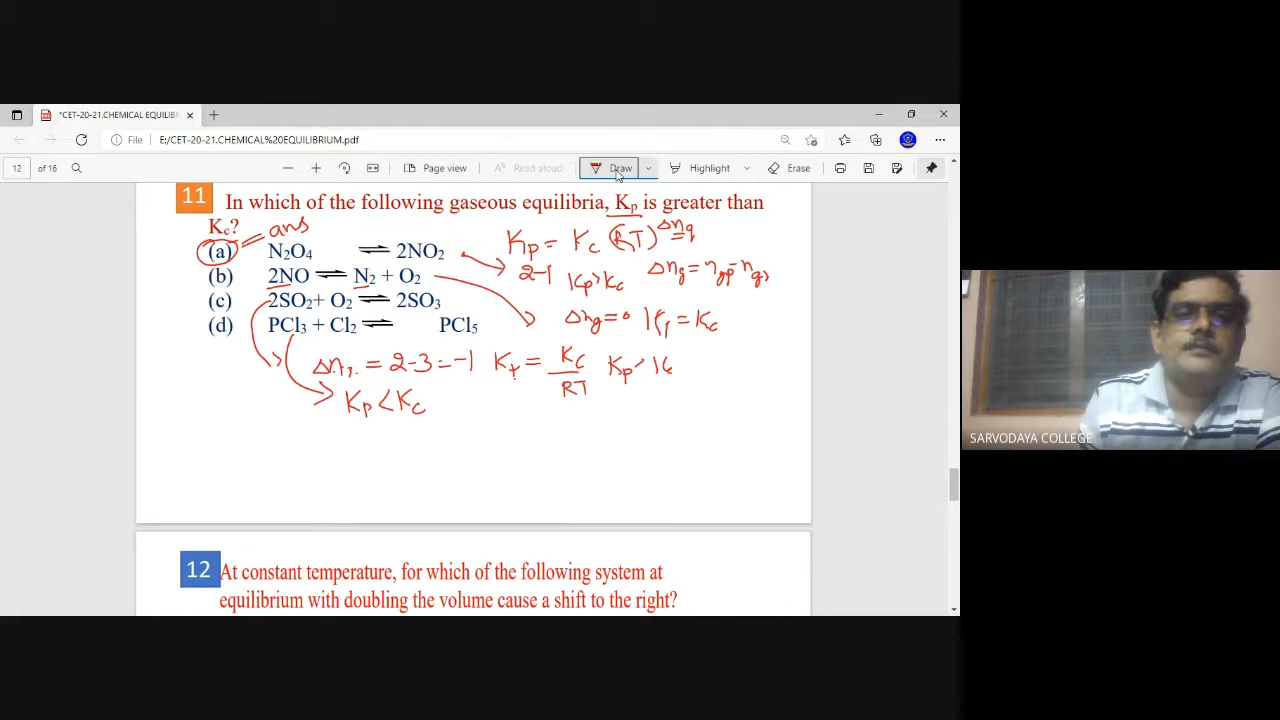 *CET-20-21.CHEMICAL EQUILIB
File E:/CET-20-21.CHEMICAL%20EQUILIBRIUM.pdf
12 of 16 Page view Read aloud Draw Highlight Erase
11 In which of the following gaseous equilibria, Kp is greater than
Kc? ans
(a) N2O4 ⇌ 2NO2 Kp = Kc (RT)^Δng
(b) 2NO ⇌ N2 + O2 2-1 Kp>Kc Δng = ngp - ngr
(c) 2SO2+ O2 ⇌ 2SO3
(d) PCl3 + Cl2 ⇌ PCl5 Δng = 0 Kp = Kc
= 2-3 = -1 Kp = Kc/RT Kp
Kp < Kc
SARVODAYA COLLEGE
12 At constant temperature, for which of the following system at
equilibrium with doubling the volume cause a shift to the right?